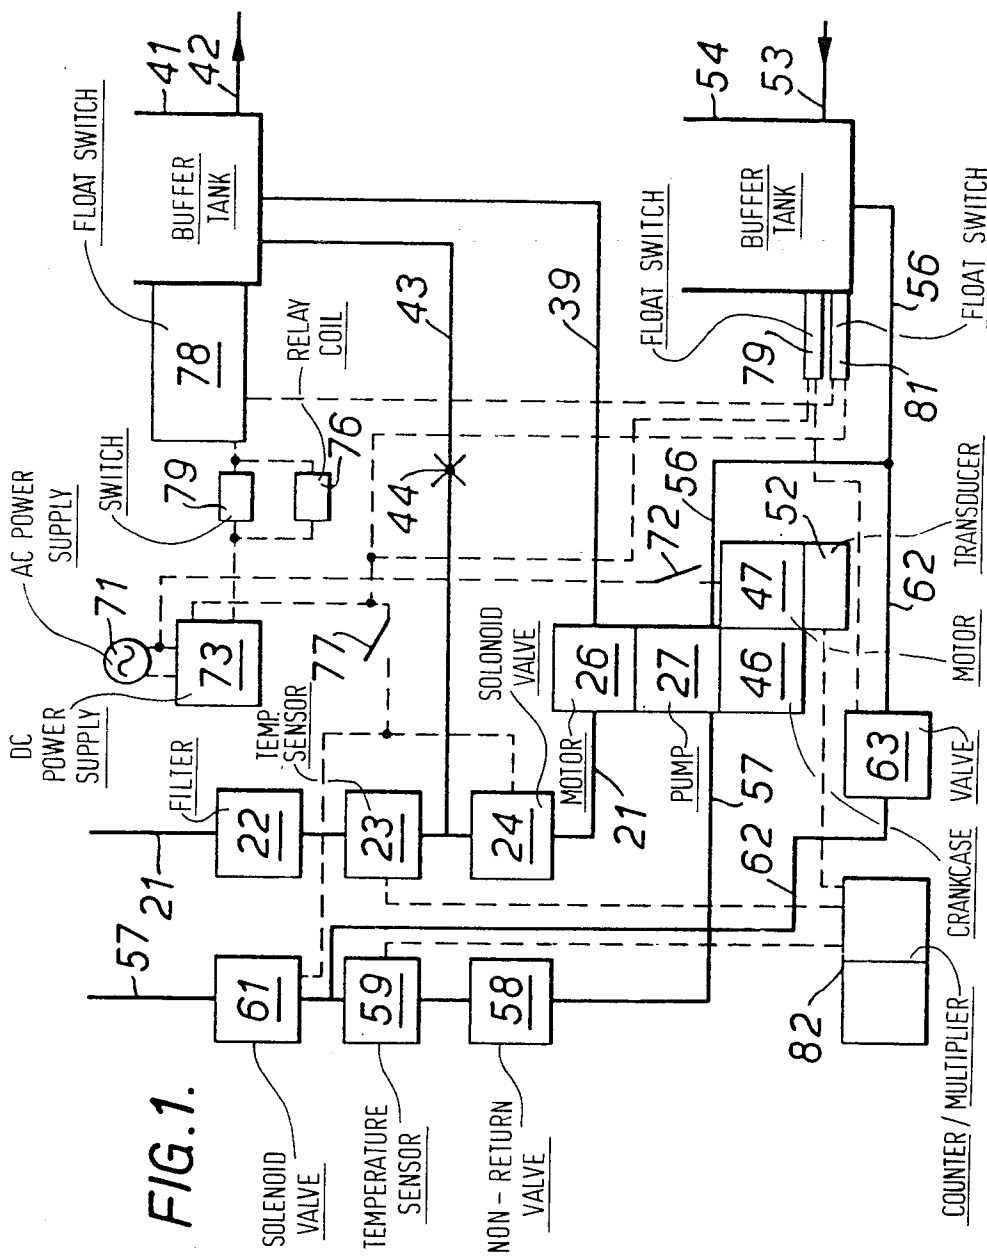 FIG.1.
DC
POWER
SUPPLY
AC POWER
SUPPLY
71
FLOAT SWITCH
SWITCH
57
21
FILTER
73
79
78
BUFFER
TANK
41
42
SOLENOID
VALVE
61
22
TEMP.
SENSOR
77
76
RELAY
COIL
TEMPERATURE
SENSOR
59
23
44
43
NON-RETURN
VALVE
58
24
SOLONOID
VALVE
MOTOR
26
39
21
PUMP
27
57
62
46
47
72
56
52
79
FLOAT SWITCH
BUFFER
TANK
54
53
82
63
81
56
FLOAT SWITCH
62
COUNTER/MULTIPLIER
CRANKCASE
VALVE
MOTOR
TRANSDUCER